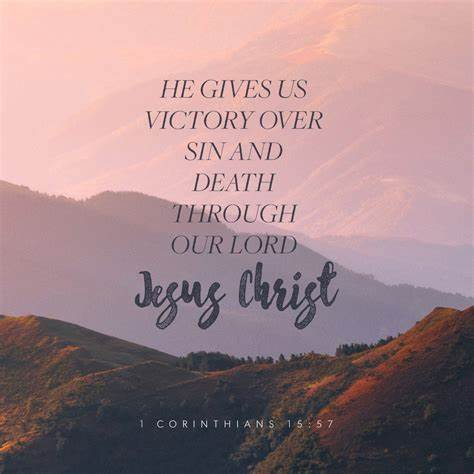 HE GIVES US
VICTORY OVER
SIN AND
DEATH
THROUGH
OUR LORD
Jesus Christ
1 CORINTHIANS 15:57